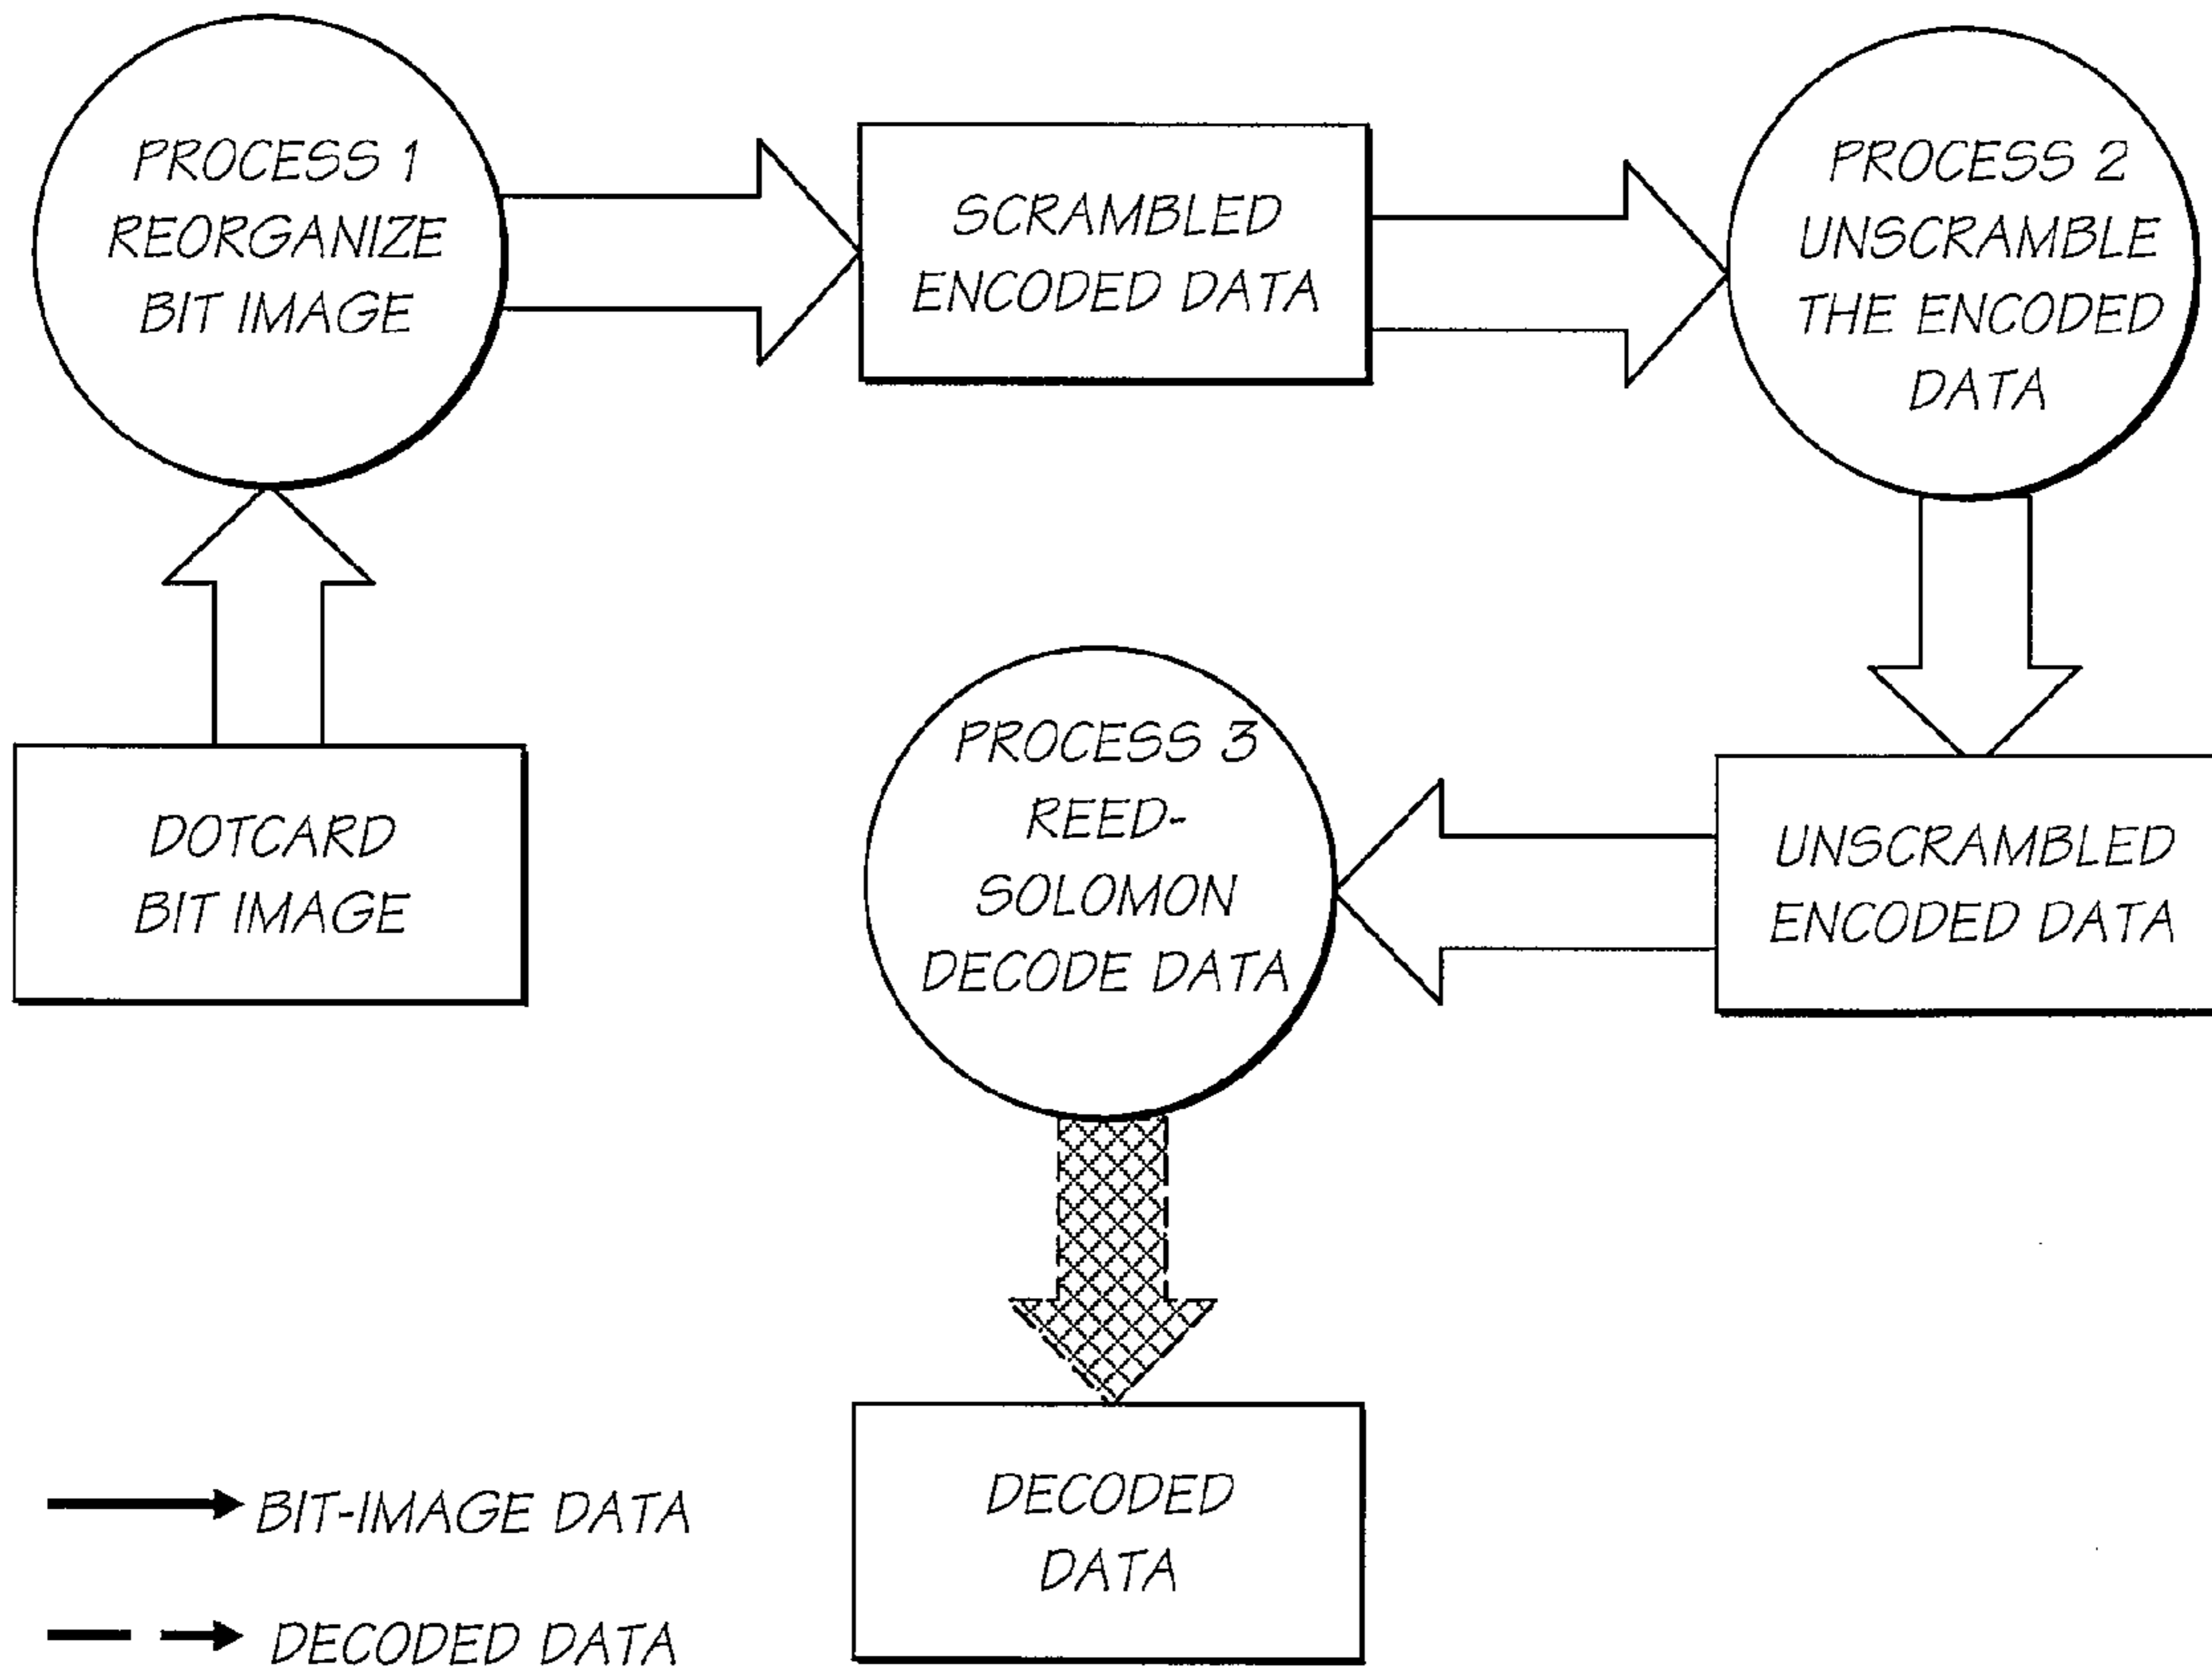 PROCESS 1
REORGANIZE
BIT IMAGE
SCRAMBLED
ENCODED DATA
PROCESS 2
UNSCRAMBLE
THE ENCODED
DATA
DOTCARD
BIT IMAGE
PROCESS 3
REED-
SOLOMON
DECODE DATA
UNSCRAMBLED
ENCODED DATA
DECODED
DATA
BIT-IMAGE DATA
DECODED DATA